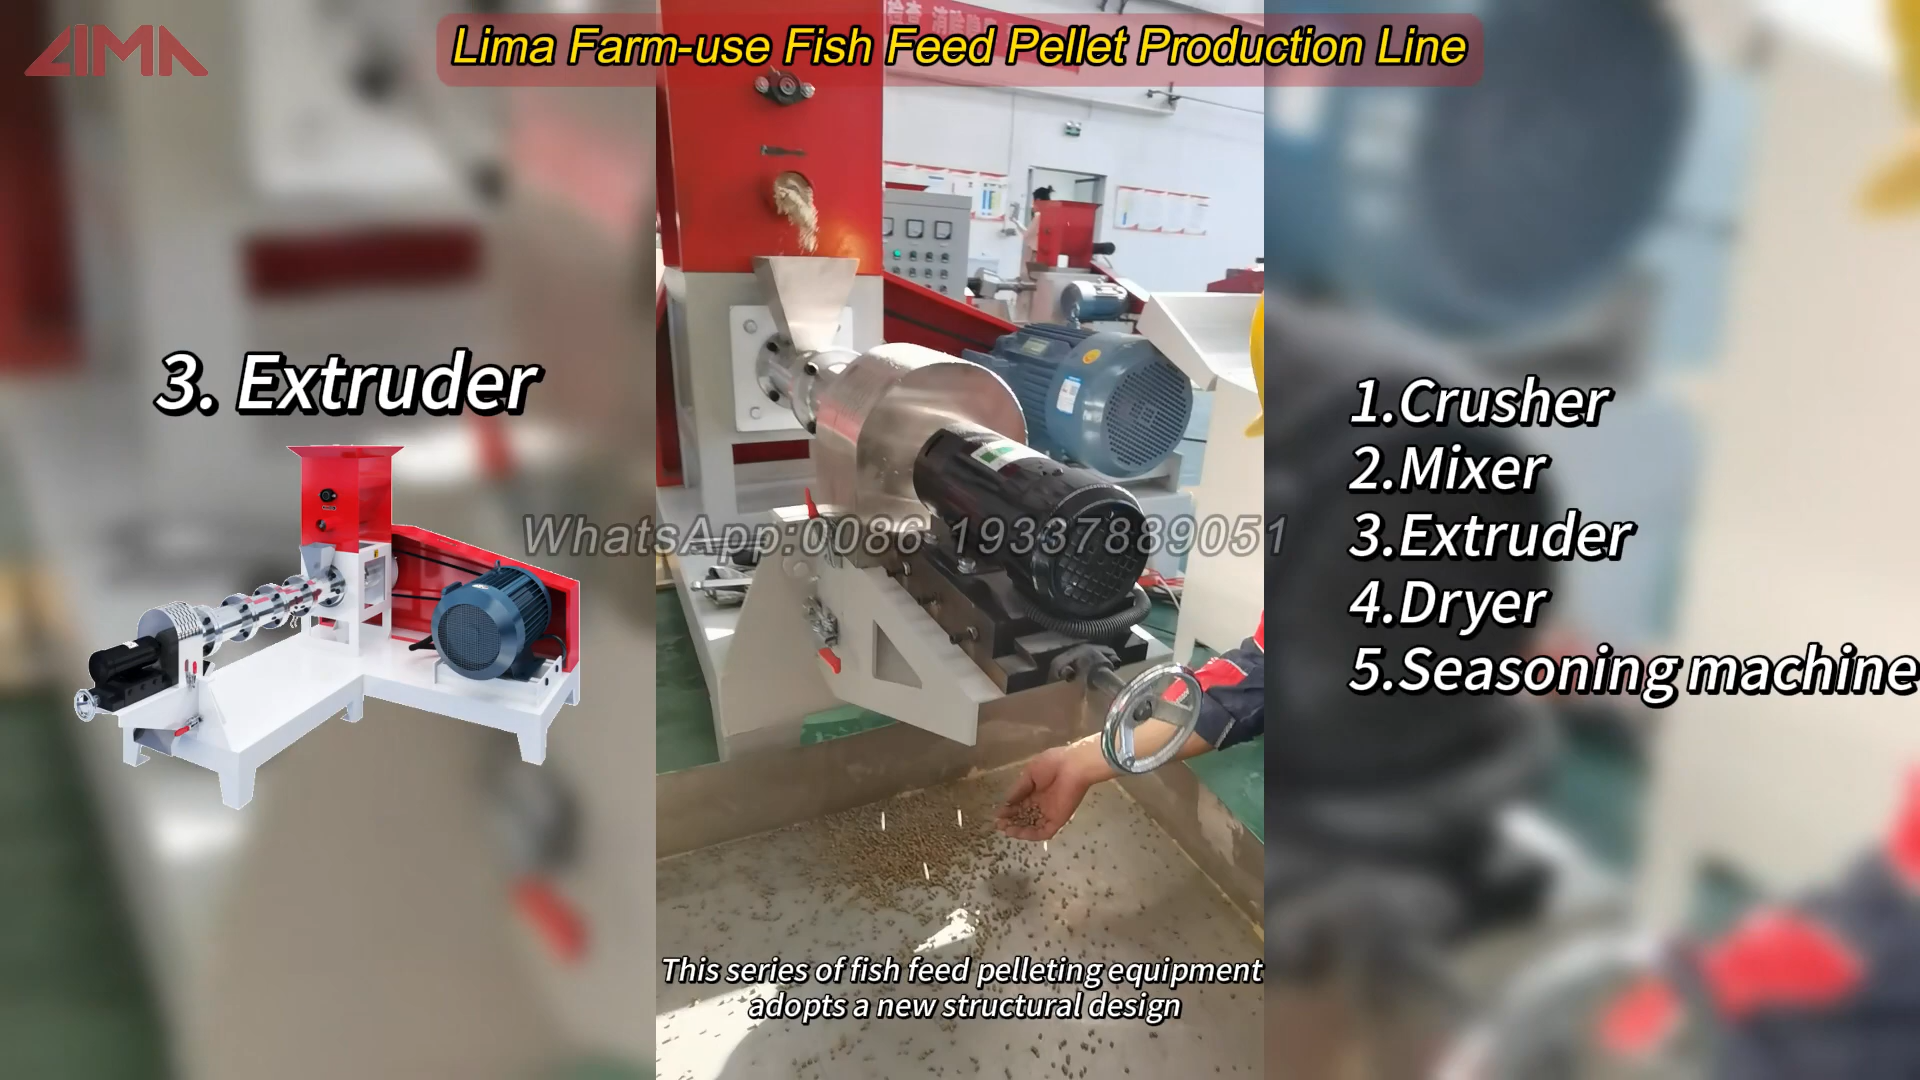 LIMA
Lima Farm-use Fish Feed Pellet Production Line
3. Extruder
WhatsApp:0086 19337889051
1.Crusher
2.Mixer
3.Extruder
4.Dryer
5.Seasoning machine
This series of fish feed pelleting equipment
adopts a new structural design